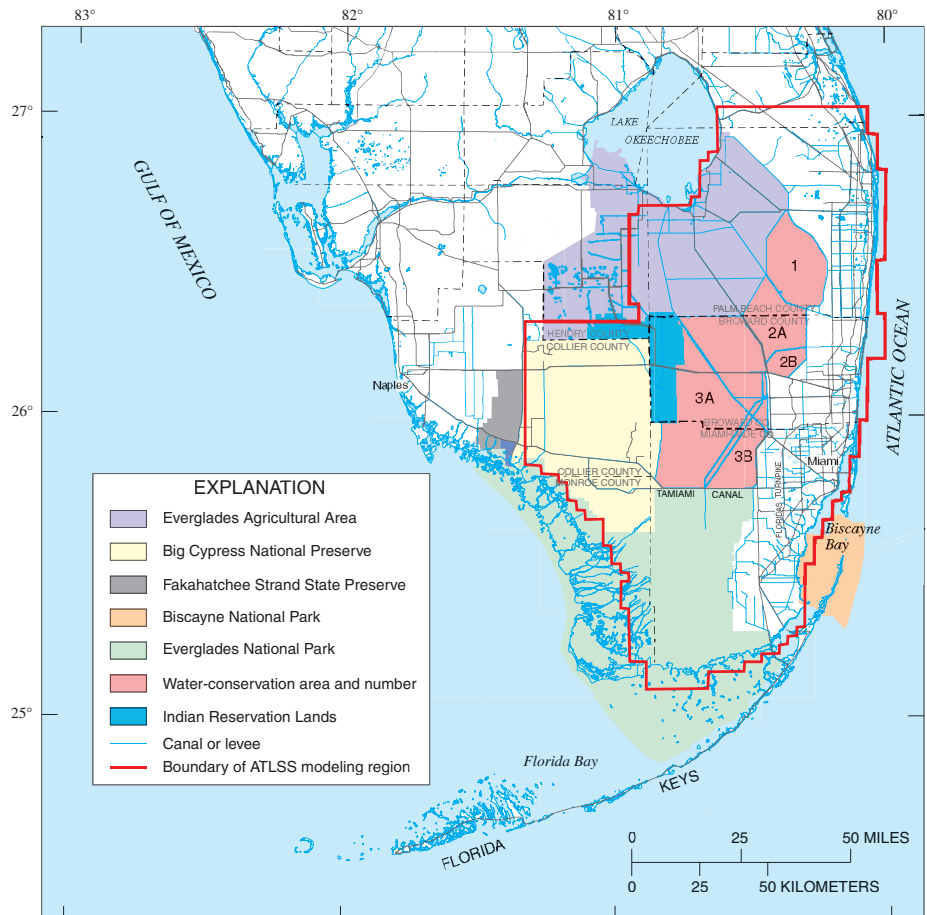 83°
82°
81°
80°
27°
26°
25°
GULF OF MEXICO
LAKE
OKEECHOBEE
1
PALM BEACH COUNTY
BROWARD COUNTY
2A
2B
HENDRY COUNTY
COLLIER COUNTY
ATLANTIC OCEAN
Naples
3A
BROWARD CO
MIAMI-DADE CO
3B
Miami
COLLIER COUNTY
MONROE COUNTY
TAMIAMI CANAL
FLORIDA'S TURNPIKE
Biscayne
Bay
EXPLANATION
Everglades Agricultural Area
Big Cypress National Preserve
Fakahatchee Strand State Preserve
Biscayne National Park
Everglades National Park
Water-conservation area and number
Indian Reservation Lands
Canal or levee
Boundary of ATLSS modeling region
Florida Bay
FLORIDA KEYS
0 25 50 MILES
0 25 50 KILOMETERS